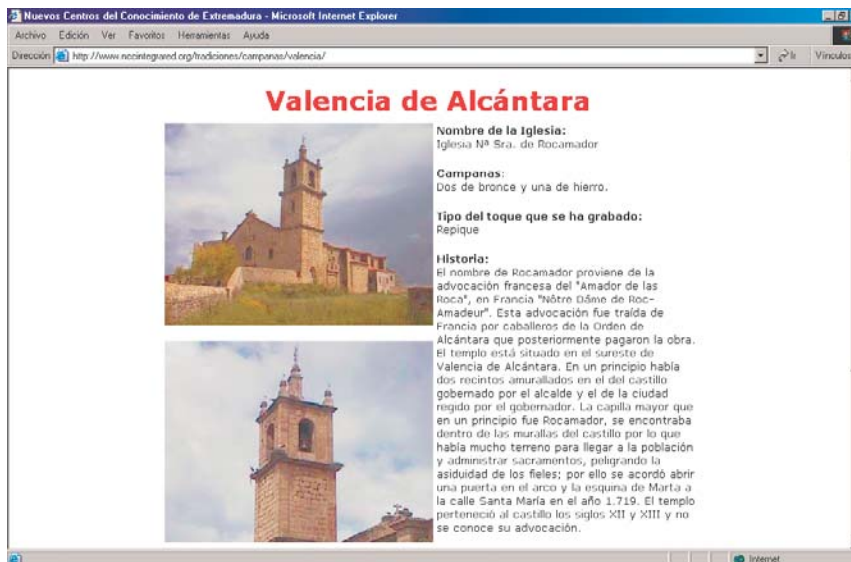 Nuevos Centros del Conocimiento de Extremadura - Microsoft Internet Explorer
Archivo Edición Ver Favoritos Herramientas Ayuda
Dirección http://www.nccintegrared.org/tradiciones/campanas/valencia/ Ir Vínculos
Valencia de Alcántara
Nombre de la Iglesia:
Iglesia Nª Sra. de Rocamador
Campanas:
Dos de bronce y una de hierro.
Tipo del toque que se ha grabado:
Repique
Historia:
El nombre de Rocamador proviene de la
advocación francesa del "Amador de las
Roca", en Francia "Nôtre Dâme de Roc-
Amadeur". Esta advocación fue traída de
Francia por caballeros de la Orden de
Alcántara que posteriormente pagaron la obra.
El templo está situado en el sureste de
Valencia de Alcántara. En un principio había
dos recintos amurallados en el del castillo
gobernado por el alcalde y el de la ciudad
regido por el gobernador. La capilla mayor que
en un principio fue Rocamador, se encontraba
dentro de las murallas del castillo por lo que
había mucho terreno para llegar a la población
y administrar sacramentos, peligrando la
asiduidad de los fieles; por ello se acordó abrir
una puerta en el arco y la esquina de Marta a
la calle Santa María en el año 1.719. El templo
perteneció al castillo los siglos XII y XIII y no
se conoce su advocación.
Internet